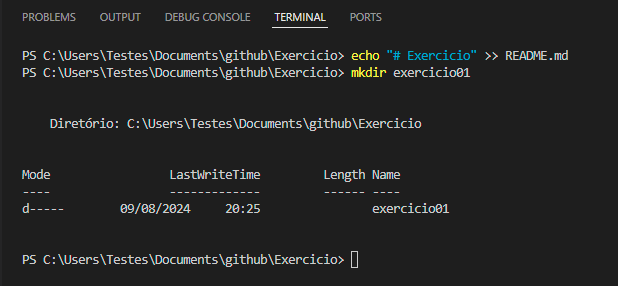 PROBLEMS OUTPUT DEBUG CONSOLE TERMINAL PORTS
PS C:\Users\Testes\Documents\github\Exercicio> echo "# Exercicio" >> README.md
PS C:\Users\Testes\Documents\github\Exercicio> mkdir exercicio01
Diretório: C:\Users\Testes\Documents\github\Exercicio
Mode LastWriteTime Length Name
---- ------------- ------ ----
d----- 09/08/2024 20:25 exercicio01
PS C:\Users\Testes\Documents\github\Exercicio>